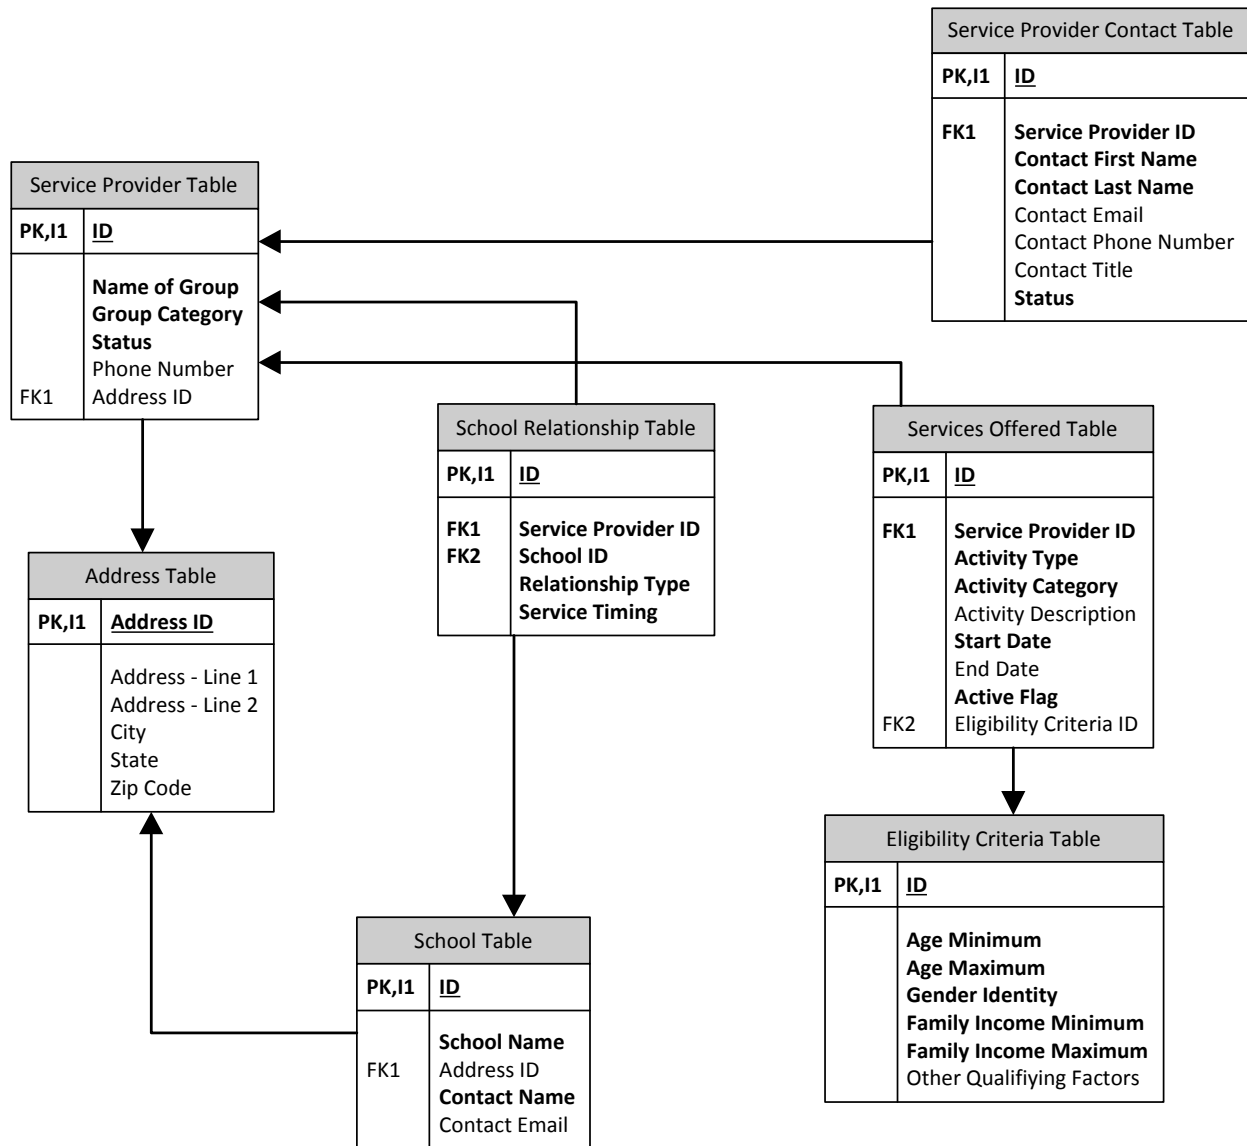 Service Provider Contact Table
PK,I1 ID
FK1 Service Provider ID
Contact First Name
Contact Last Name
Contact Email
Contact Phone Number
Contact Title
Status
Service Provider Table
PK,I1 ID
Name of Group
Group Category
Status
Phone Number
FK1 Address ID
School Relationship Table
PK,I1 ID
FK1 Service Provider ID
FK2 School ID
Relationship Type
Service Timing
Services Offered Table
PK,I1 ID
FK1 Service Provider ID
Activity Type
Activity Category
Activity Description
Start Date
End Date
Active Flag
FK2 Eligibility Criteria ID
Address Table
PK,I1 Address ID
Address - Line 1
Address - Line 2
City
State
Zip Code
Eligibility Criteria Table
PK,I1 ID
Age Minimum
Age Maximum
Gender Identity
Family Income Minimum
Family Income Maximum
Other Qualifiying Factors
School Table
PK,I1 ID
School Name
FK1 Address ID
Contact Name
Contact Email